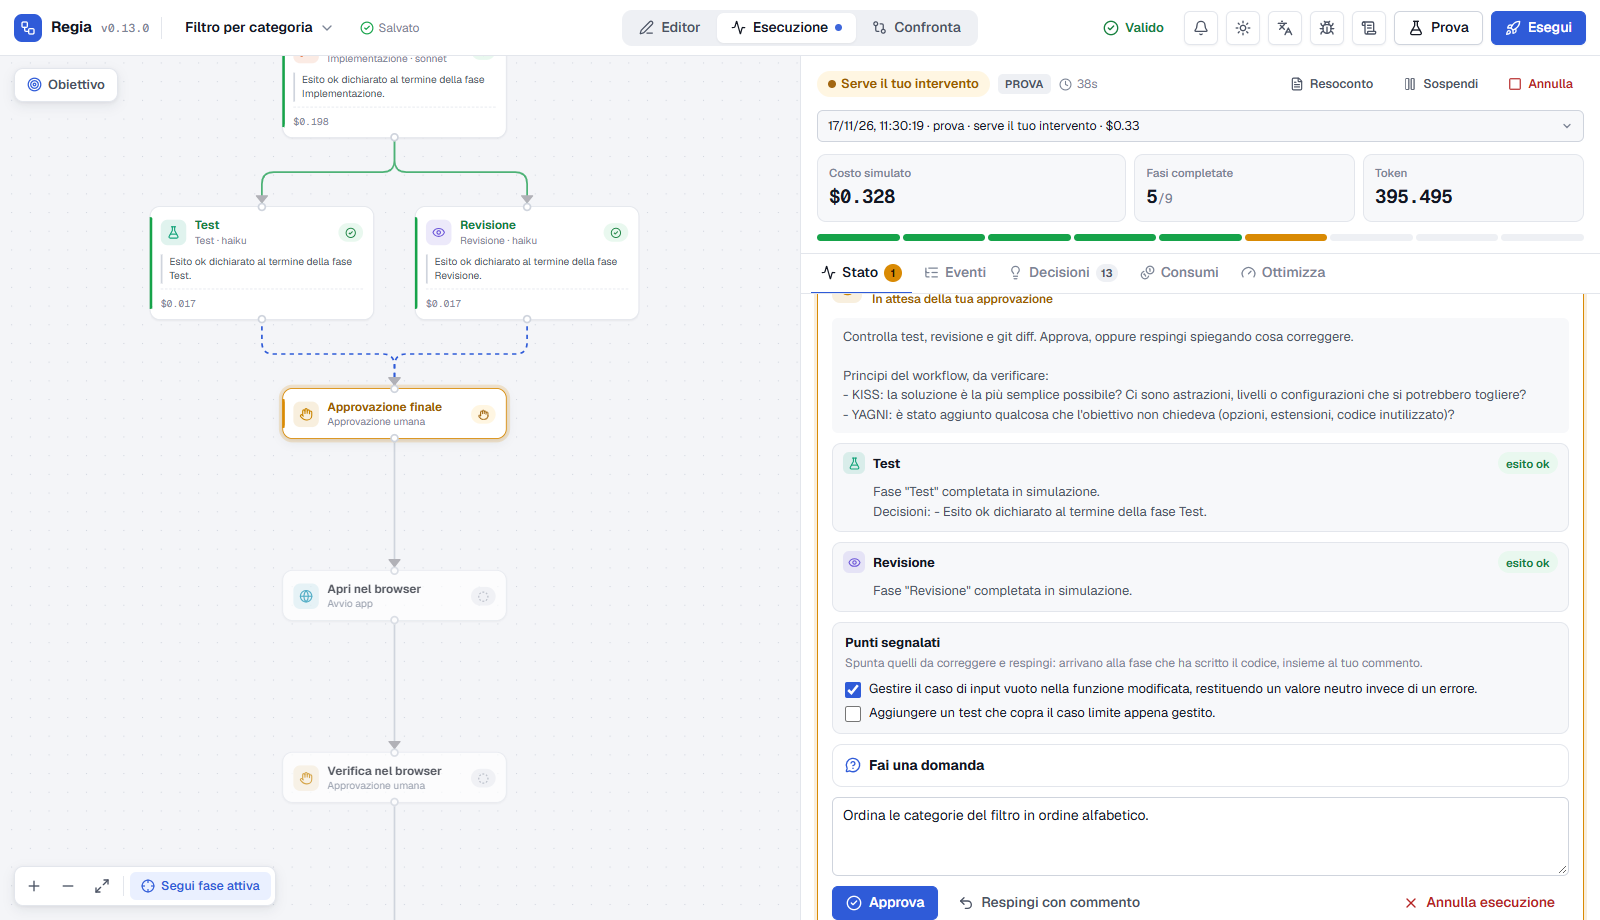 Regia v0.13.0
Filtro per categoria
Salvato
Editor
Esecuzione
Confronta
Valido
Prova
Esegui
Obiettivo
Implementazione · sonnet
Esito ok dichiarato al termine della fase
Implementazione.
$0.198
Test
Test · haiku
Esito ok dichiarato al termine della fase
Test.
$0.017
Revisione
Revisione · haiku
Esito ok dichiarato al termine della fase
Revisione.
$0.017
Approvazione finale
Approvazione umana
Apri nel browser
Avvio app
Verifica nel browser
Approvazione umana
Segui fase attiva
Serve il tuo intervento
PROVA
38s
Resoconto
Sospendi
Annulla
17/11/26, 11:30:19 · prova · serve il tuo intervento · $0.33
Costo simulato
$0.328
Fasi completate
5/9
Token
395.495
Stato 1
Eventi
Decisioni 13
Consumi
Ottimizza
In attesa della tua approvazione
Controlla test, revisione e git diff. Approva, oppure respingi spiegando cosa correggere.
Principi del workflow, da verificare:
- KISS: la soluzione è la più semplice possibile? Ci sono astrazioni, livelli o configurazioni che si potrebbero togliere?
- YAGNI: è stato aggiunto qualcosa che l'obiettivo non chiedeva (opzioni, estensioni, codice inutilizzato)?
Test
esito ok
Fase "Test" completata in simulazione.
Decisioni: - Esito ok dichiarato al termine della fase Test.
Revisione
esito ok
Fase "Revisione" completata in simulazione.
Punti segnalati
Spunta quelli da correggere e respingi: arrivano alla fase che ha scritto il codice, insieme al tuo commento.
Gestire il caso di input vuoto nella funzione modificata, restituendo un valore neutro invece di un errore.
Aggiungere un test che copra il caso limite appena gestito.
Fai una domanda
Ordina le categorie del filtro in ordine alfabetico.
Approva
Respingi con commento
Annulla esecuzione